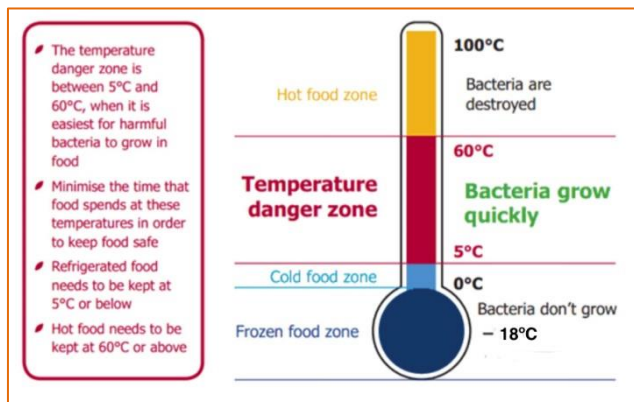 The temperature
danger zone is
between 5°C and
60°C, when it is
easiest for harmful
bacteria to grow in
food
Minimise the time that
food spends at these
temperatures in order
to keep food safe
Refrigerated food
needs to be kept at
5°C or below
Hot food needs to be
kept at 60°C or above
100°C
Hot food zone
Bacteria are
destroyed
60°C
Temperature
danger zone
Bacteria grow
quickly
5°C
Cold food zone
0°C
Bacteria don't grow
Frozen food zone
– 18°C